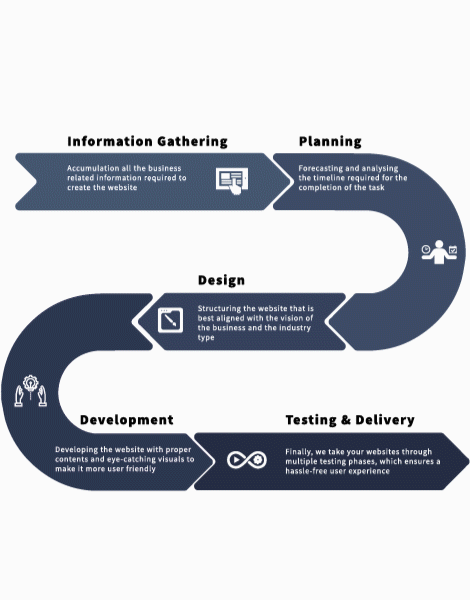 Information Gathering
Accumulation all the business
related information required to
create the website
Planning
Forecasting and analysing
the timeline required for the
completion of the task
Design
Structuring the website that is
best aligned with the vision of
the business and the industry
type
Development
Developing the website with proper
contents and eye-catching visuals to
make it more user friendly
Testing & Delivery
Finally, we take your websites through
multiple testing phases, which ensures a
hassle-free user experience